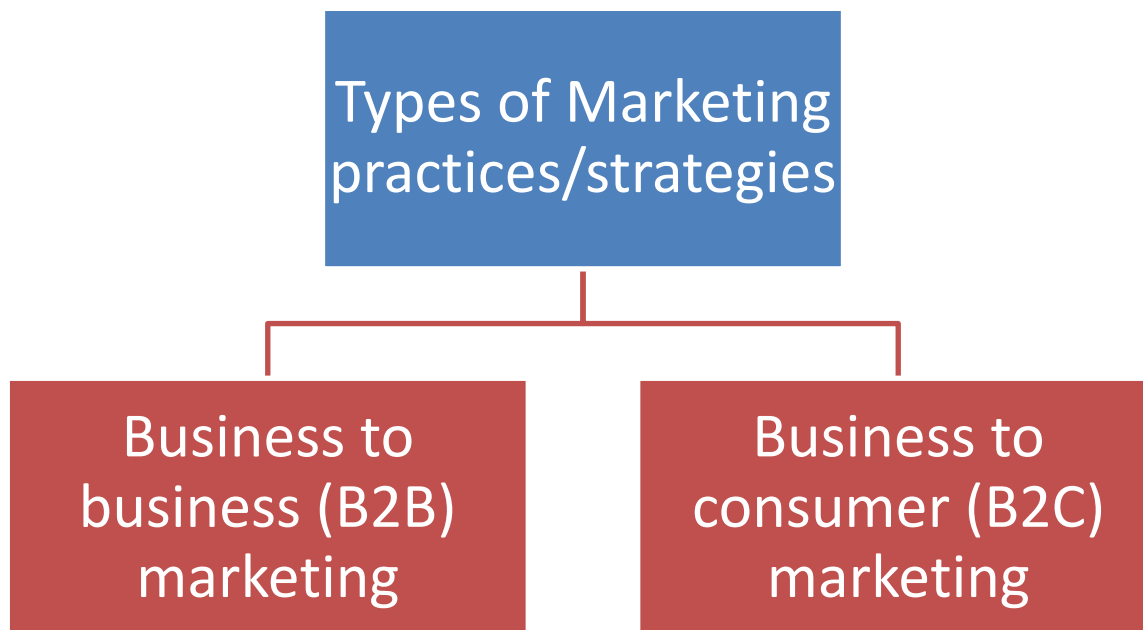 Types of Marketing
practices/strategies
Business to
business (B2B)
marketing
Business to
consumer (B2C)
marketing